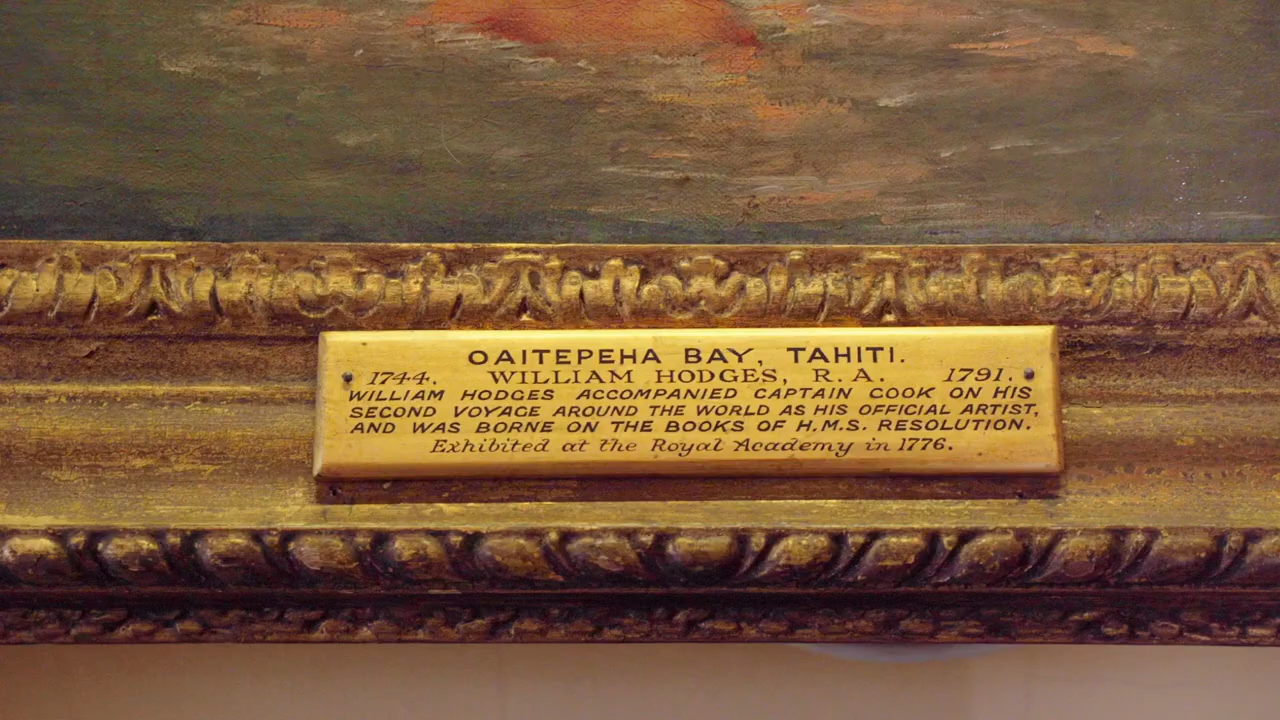 OAITEPEHA BAY, TAHITI.
1744. WILLIAM HODGES, R.A. 1791.
WILLIAM HODGES ACCOMPANIED CAPTAIN COOK ON HIS
SECOND VOYAGE AROUND THE WORLD AS HIS OFFICIAL ARTIST,
AND WAS BORNE ON THE BOOKS OF H.M.S. RESOLUTION.
Exhibited at the Royal Academy in 1776.